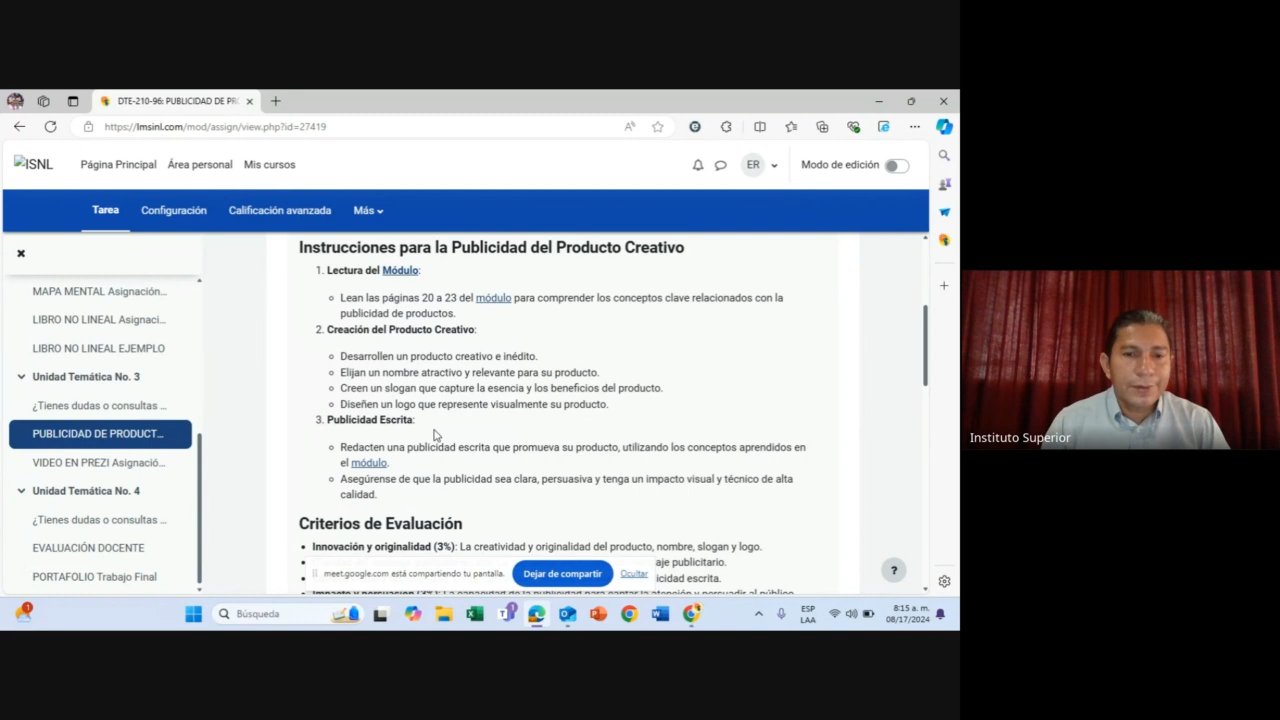 DTE-210-96: PUBLICIDAD DE PR
https://lmsinl.com/mod/assign/view.php?id=27419
ISNL
Página Principal Área personal Mis cursos
ER
Modo de edición
Tarea Configuración Calificación avanzada Más
MAPA MENTAL Asignación...
LIBRO NO LINEAL Asignaci...
LIBRO NO LINEAL EJEMPLO
Unidad Temática No. 3
¿Tienes dudas o consultas ...
PUBLICIDAD DE PRODUCT...
VIDEO EN PREZI Asignació...
Unidad Temática No. 4
¿Tienes dudas o consultas ...
EVALUACIÓN DOCENTE
PORTAFOLIO Trabajo Final
Instrucciones para la Publicidad del Producto Creativo
1. Lectura del Módulo:
Lean las páginas 20 a 23 del módulo para comprender los conceptos clave relacionados con la
publicidad de productos.
2. Creación del Producto Creativo:
Desarrollen un producto creativo e inédito.
Elijan un nombre atractivo y relevante para su producto.
Creen un slogan que capture la esencia y los beneficios del producto.
Diseñen un logo que represente visualmente su producto.
3. Publicidad Escrita:
Redacten una publicidad escrita que promueva su producto, utilizando los conceptos aprendidos en
el módulo.
Asegúrense de que la publicidad sea clara, persuasiva y tenga un impacto visual y técnico de alta
calidad.
Criterios de Evaluación
Innovación y originalidad (3%): La creatividad y originalidad del producto, nombre, slogan y logo.
aje publicitario.
icidad escrita.
meet.google.com está compartiendo tu pantalla.
Dejar de compartir
Ocultar
?
Búsqueda
ESP
LAA
8:15 a. m.
08/17/2024
Instituto Superior